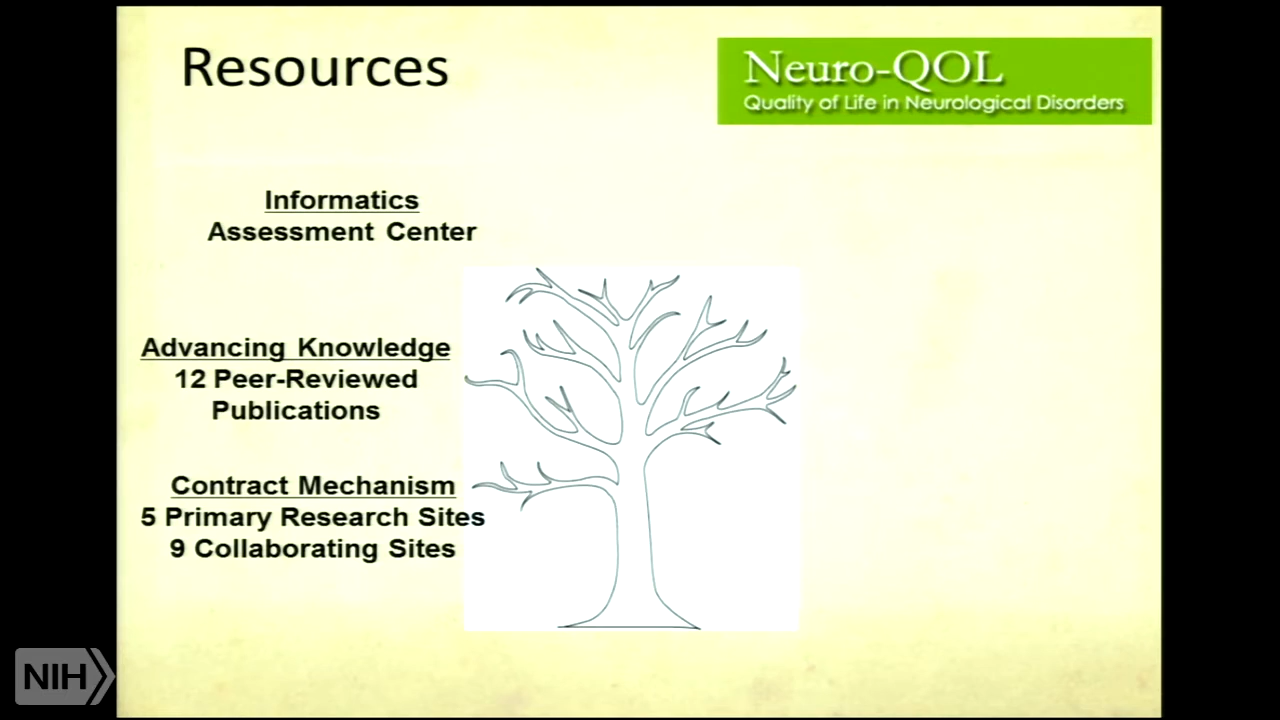 Resources
Neuro-QOL
Quality of Life in Neurological Disorders
Informatics
Assessment Center
Advancing Knowledge
12 Peer-Reviewed
Publications
Contract Mechanism
5 Primary Research Sites
9 Collaborating Sites
NIH